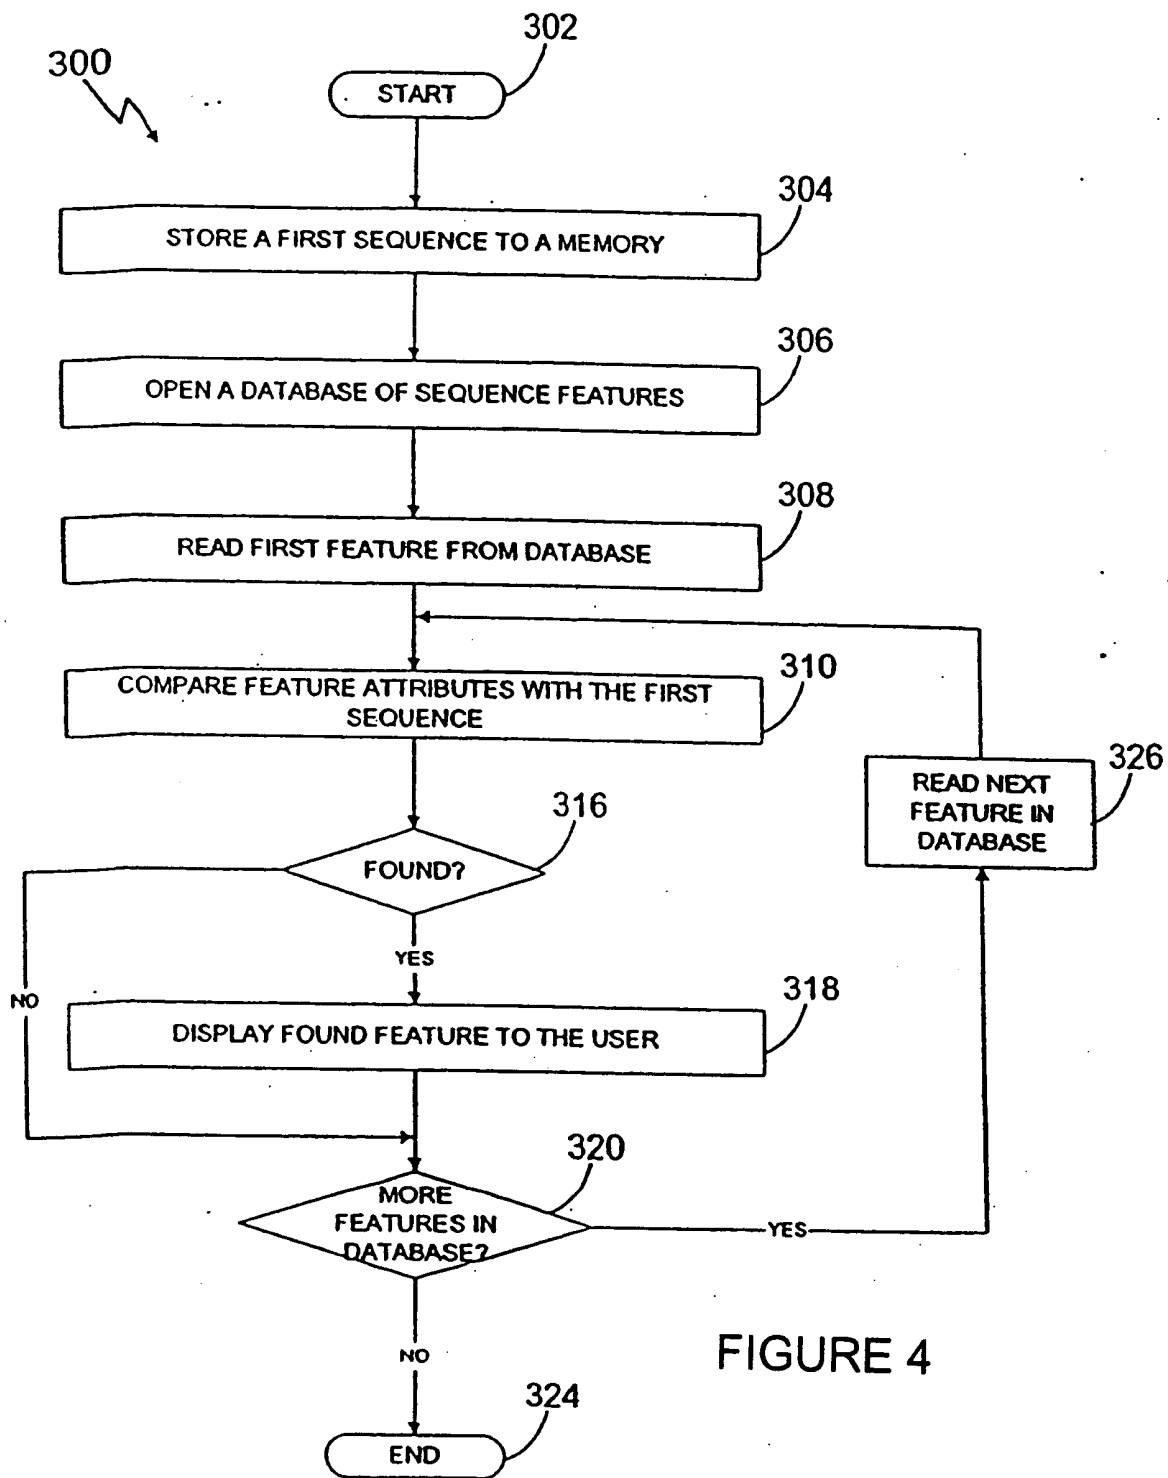 302
300
START
304
STORE A FIRST SEQUENCE TO A MEMORY
306
OPEN A DATABASE OF SEQUENCE FEATURES
308
READ FIRST FEATURE FROM DATABASE
310
COMPARE FEATURE ATTRIBUTES WITH THE FIRST
SEQUENCE
326
READ NEXT
FEATURE IN
DATABASE
316
FOUND?
YES
NO
318
DISPLAY FOUND FEATURE TO THE USER
320
MORE
FEATURES IN
DATABASE?
YES
NO
FIGURE 4
324
END